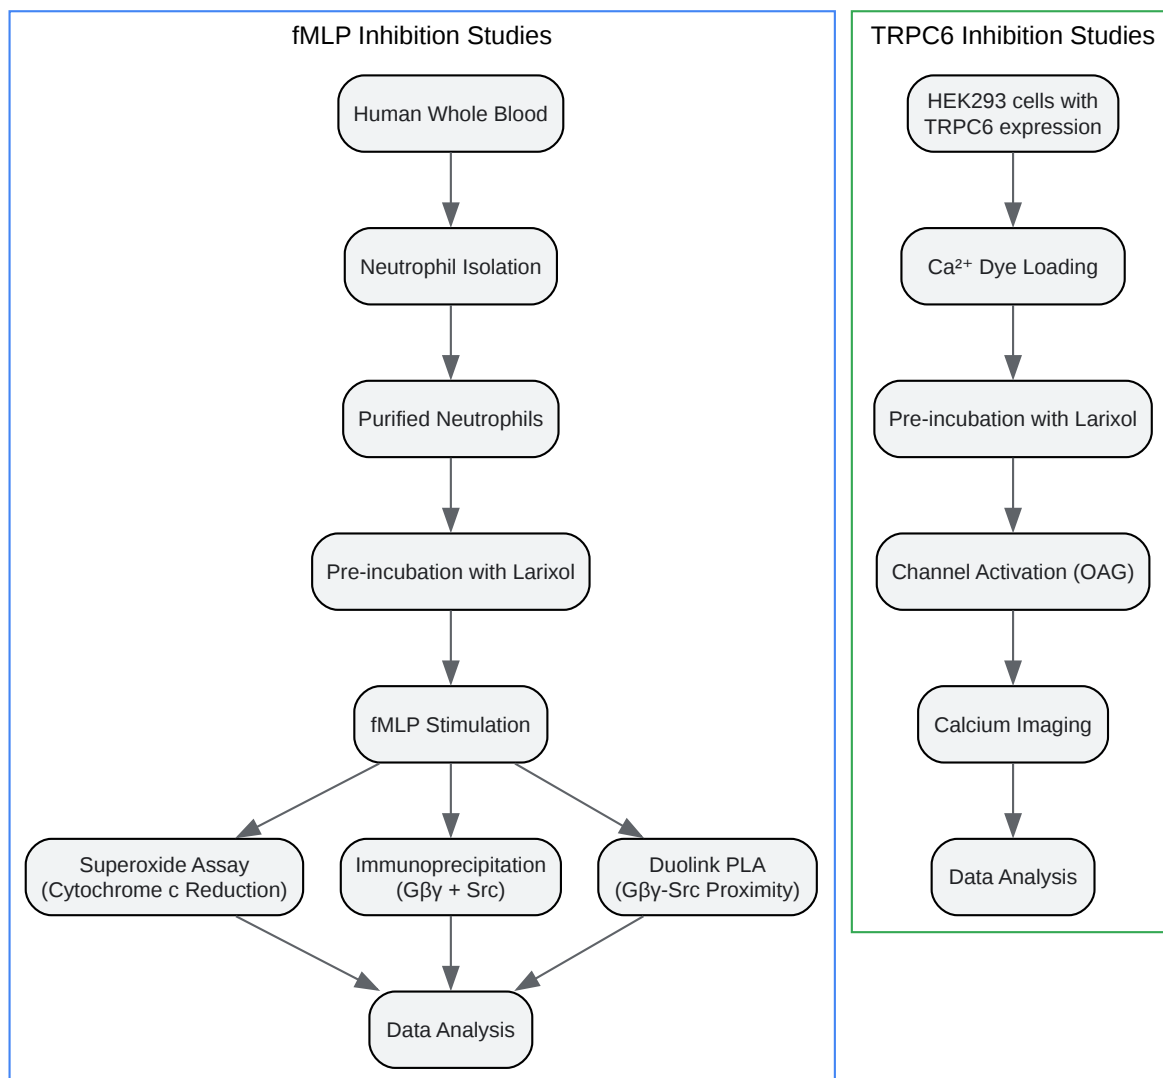 fMLP Inhibition Studies
Human Whole Blood
Neutrophil Isolation
Purified Neutrophils
Pre-incubation with Larixol
fMLP Stimulation
Superoxide Assay
(Cytochrome c Reduction)
Immunoprecipitation
(Gβγ + Src)
Duolink PLA
(Gβγ-Src Proximity)
Data Analysis
TRPC6 Inhibition Studies
HEK293 cells with
TRPC6 expression
Ca²⁺ Dye Loading
Pre-incubation with Larixol
Channel Activation (OAG)
Calcium Imaging
Data Analysis